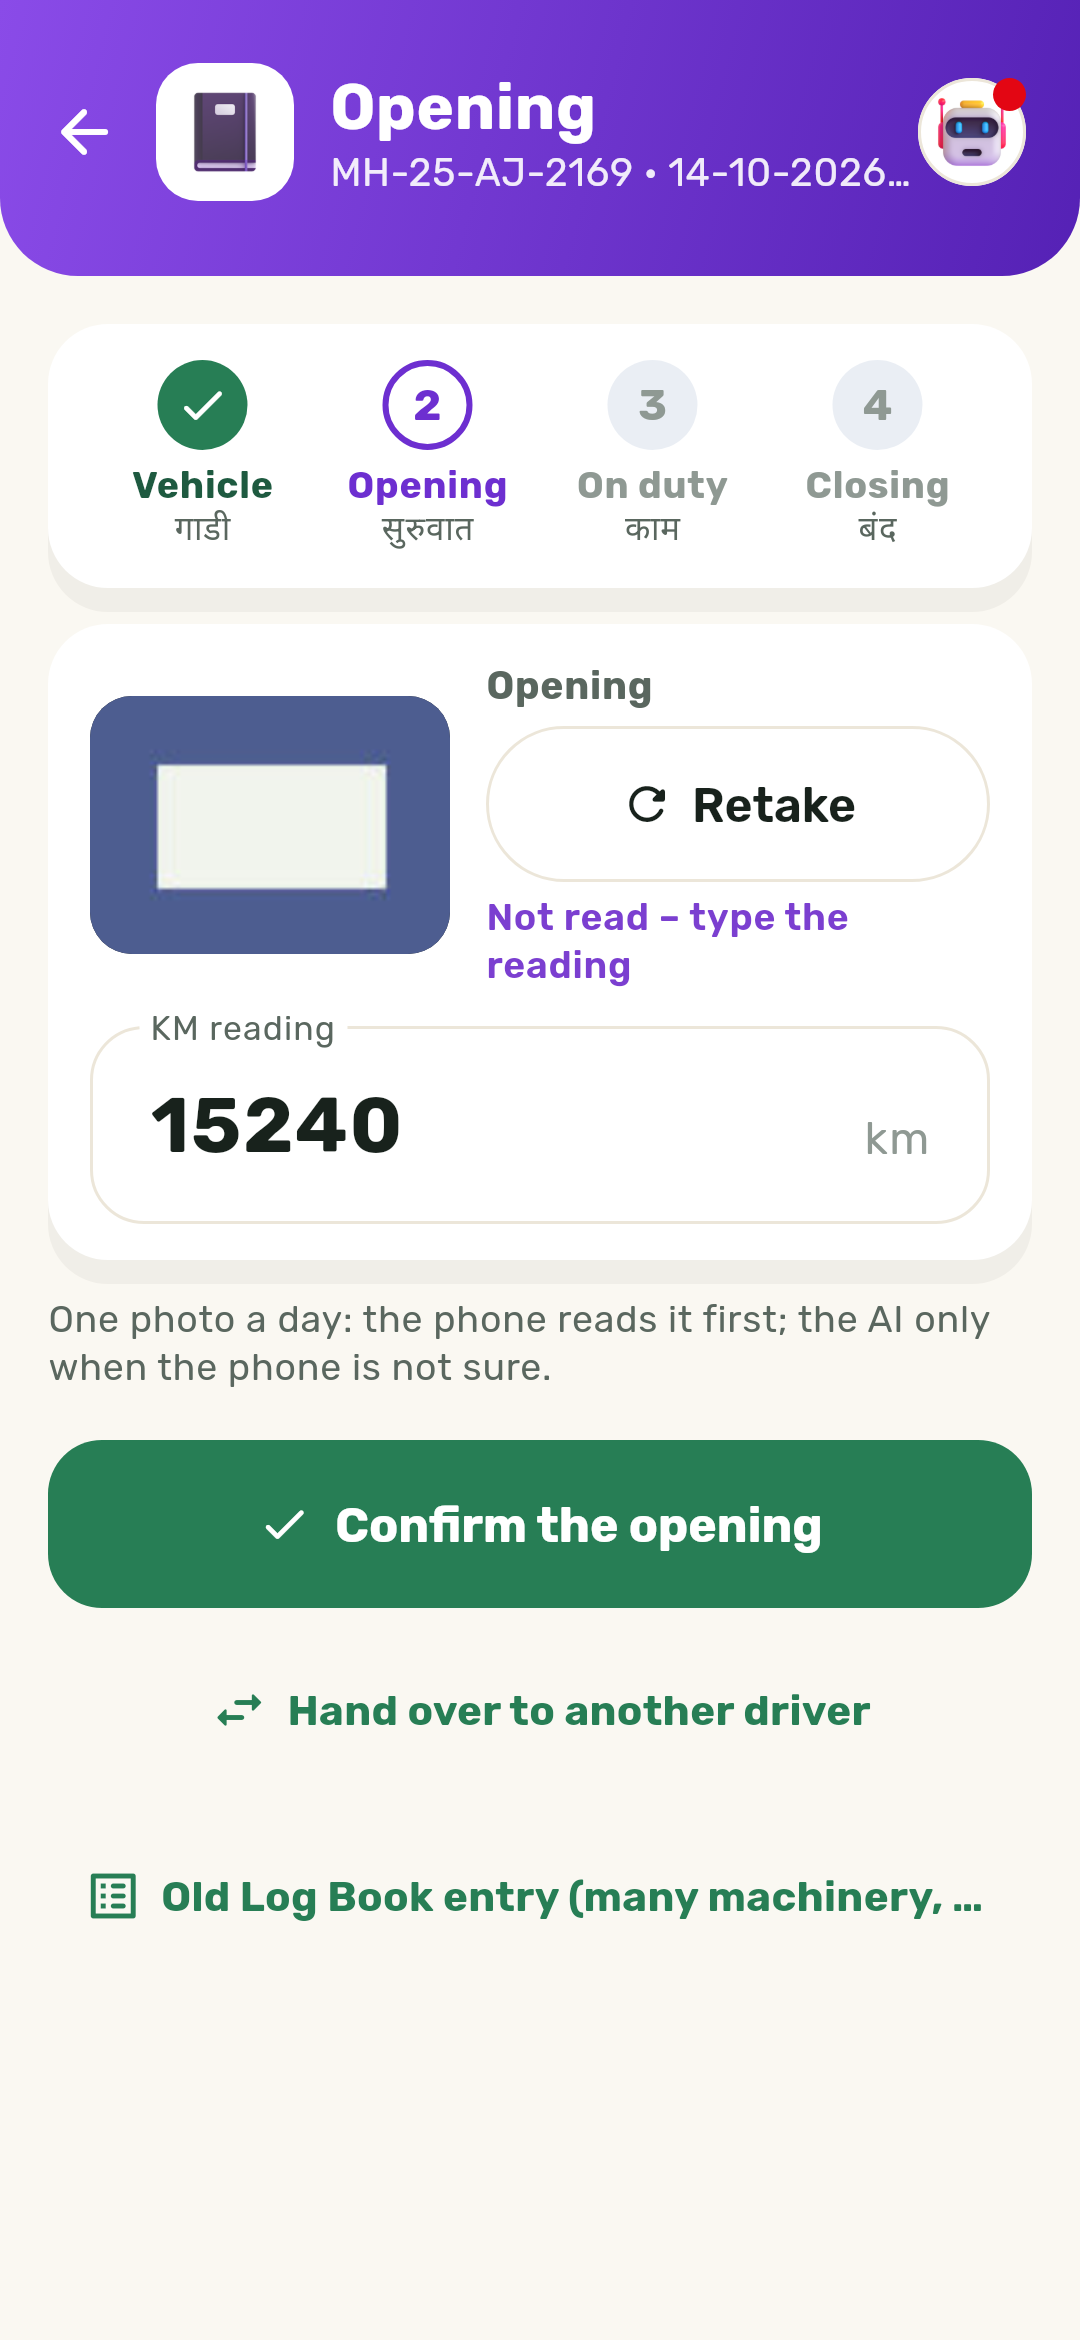 Opening
MH-25-AJ-2169 • 14-10-2026...
2
3
4
Vehicle
Opening
On duty
Closing
गाडी
सुरुवात
काम
बंद
Opening
Retake
Not read – type the
reading
KM reading
15240
km
One photo a day: the phone reads it first; the AI only
when the phone is not sure.
Confirm the opening
Hand over to another driver
Old Log Book entry (many machinery, ...